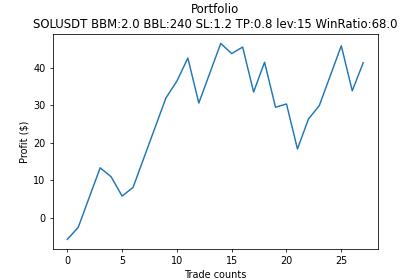 Portfolio
SOLUSDT BBM:2.0 BBL:240 SL:1.2 TP:0.8 lev:15 WinRatio:68.0
Profit ($)
40
30
20
10
0
0 5 10 15 20 25
Trade counts